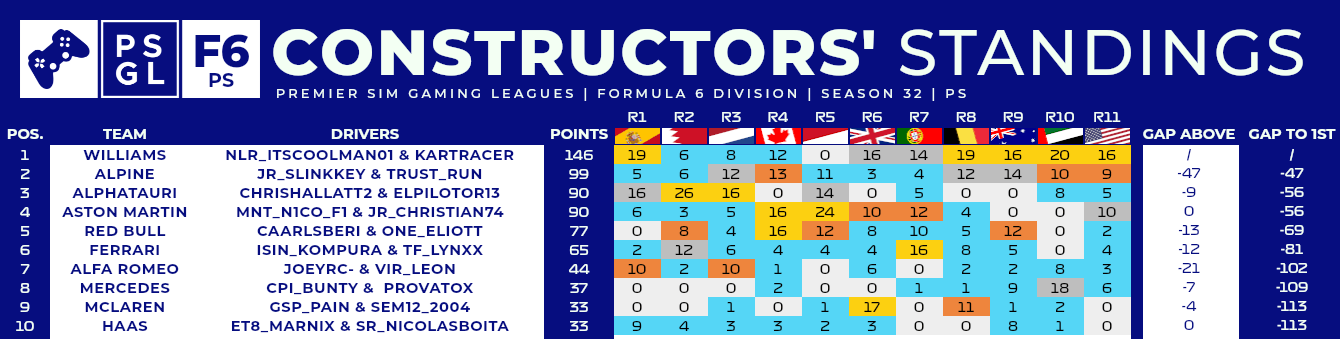 PS
GL
F6
PS
CONSTRUCTORS' STANDINGS
PREMIER SIM GAMING LEAGUES | FORMULA 6 DIVISION | SEASON 32 | PS
R1 R2 R3 R4 R5 R6 R7 R8 R9 R10 R11
POS. TEAM DRIVERS POINTS GAP ABOVE GAP TO 1ST
1 WILLIAMS NLR_ITSCOOLMAN01 & KARTRACER 146 19 6 8 12 0 16 14 19 16 20 16 / /
2 ALPINE JR_SLINKKEY & TRUST_RUN 99 5 6 12 13 11 3 4 12 14 10 9 -47 -47
3 ALPHATAURI CHRISHALLATT2 & ELPILOTOR13 90 16 26 16 0 14 0 5 0 0 8 5 -9 -56
4 ASTON MARTIN MNT_N1CO_F1 & JR_CHRISTIAN74 90 6 3 5 16 24 10 12 4 0 0 10 0 -56
5 RED BULL CAARLSBERI & ONE_ELIOTT 77 0 8 4 16 12 8 10 5 12 0 2 -13 -69
6 FERRARI ISIN_KOMPURA & TF_LYNXX 65 2 12 6 4 4 4 16 8 5 0 4 -12 -81
7 ALFA ROMEO JOEYRC- & VIR_LEON 44 10 2 10 1 0 6 0 2 2 8 3 -21 -102
8 MERCEDES CPI_BUNTY & PROVATOX 37 0 0 0 2 0 0 1 1 9 18 6 -7 -109
9 MCLAREN GSP_PAIN & SEM12_2004 33 0 0 1 0 1 17 0 11 1 2 0 -4 -113
10 HAAS ET8_MARNIX & SR_NICOLASBOITA 33 9 4 3 3 2 3 0 0 8 1 0 0 -113